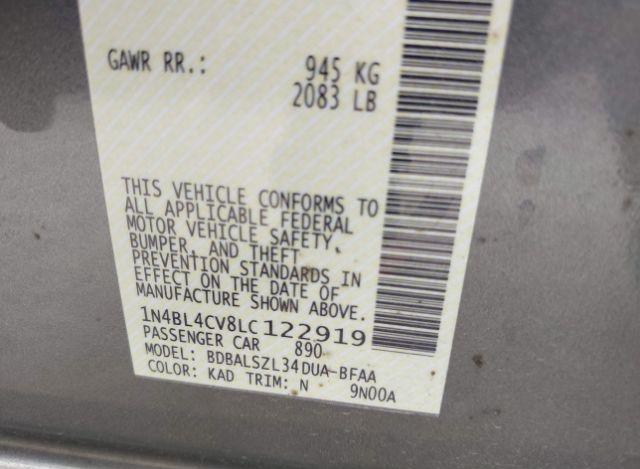 GAWR RR.: 945 KG
2083 LB
THIS VEHICLE CONFORMS TO
ALL APPLICABLE FEDERAL
MOTOR VEHICLE SAFETY,
BUMPER, AND THEFT
PREVENTION STANDARDS IN
EFFECT ON THE DATE OF
MANUFACTURE SHOWN ABOVE.
1N4BL4CV8LC122919
PASSENGER CAR 890
MODEL: BDBALSZL34DUA-BFAA
COLOR: KAD TRIM: N 9N00A